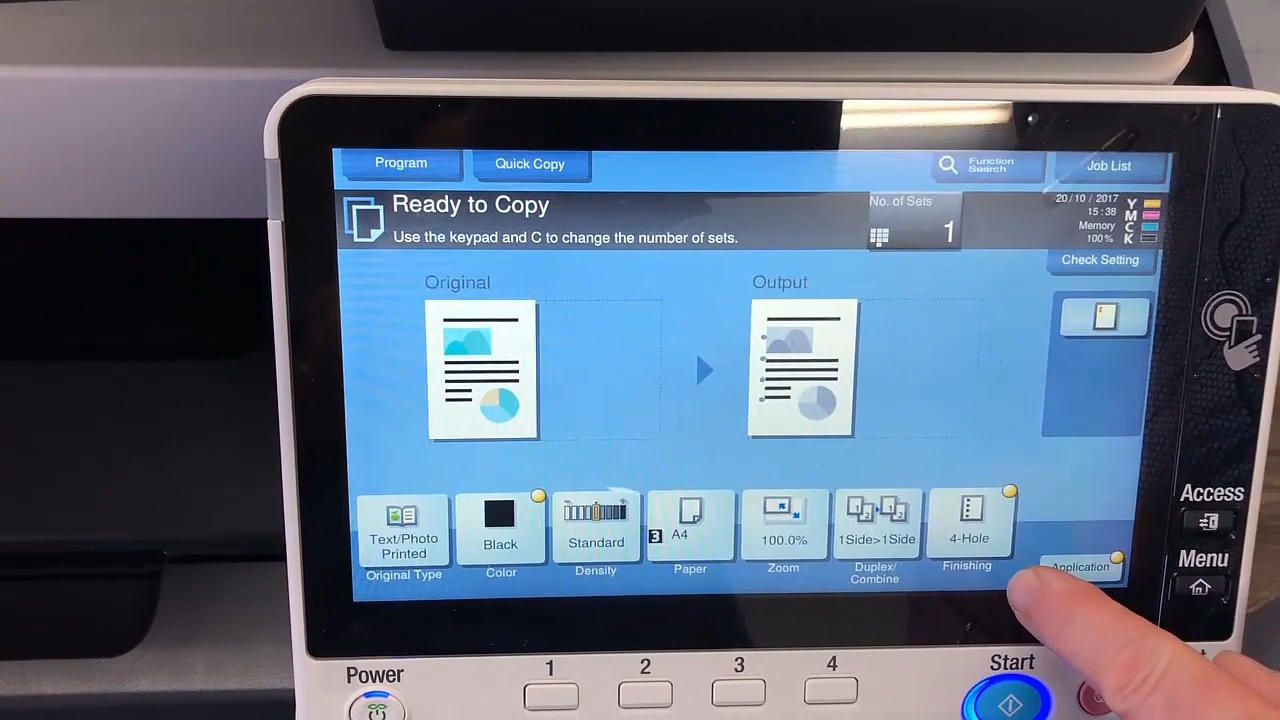 Program
Quick Copy
Function
Search
Job List
Ready to Copy
Use the keypad and C to change the number of sets.
No. of Sets
1
20/10/2017
15:38
Memory
100%
Y
M
C
K
Check Setting
Original
Output
Text/Photo
Printed
Original Type
Black
Color
Standard
Density
3 A4
Paper
100.0%
Zoom
1Side>1Side
Duplex/
Combine
4-Hole
Finishing
Application
Access
Menu
Power
1
2
3
4
Start